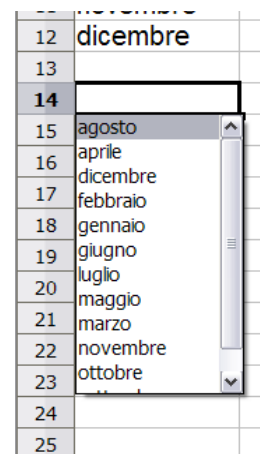 12 dicembre
13
14
15 agosto
16 aprile
dicembre
17 febbraio
18 gennaio
19 giugno
20 luglio
maggio
21 marzo
22 novembre
23 ottobre
24
25